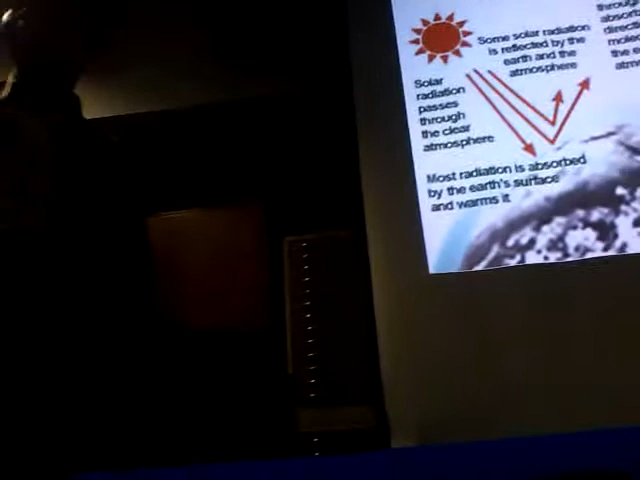 Some solar radiation
is reflected by the
earth and the
atmosphere
Solar
radiation
passes
through
the clear
atmosphere
Most radiation is absorbed
by the earth's surface
and warms it
the e